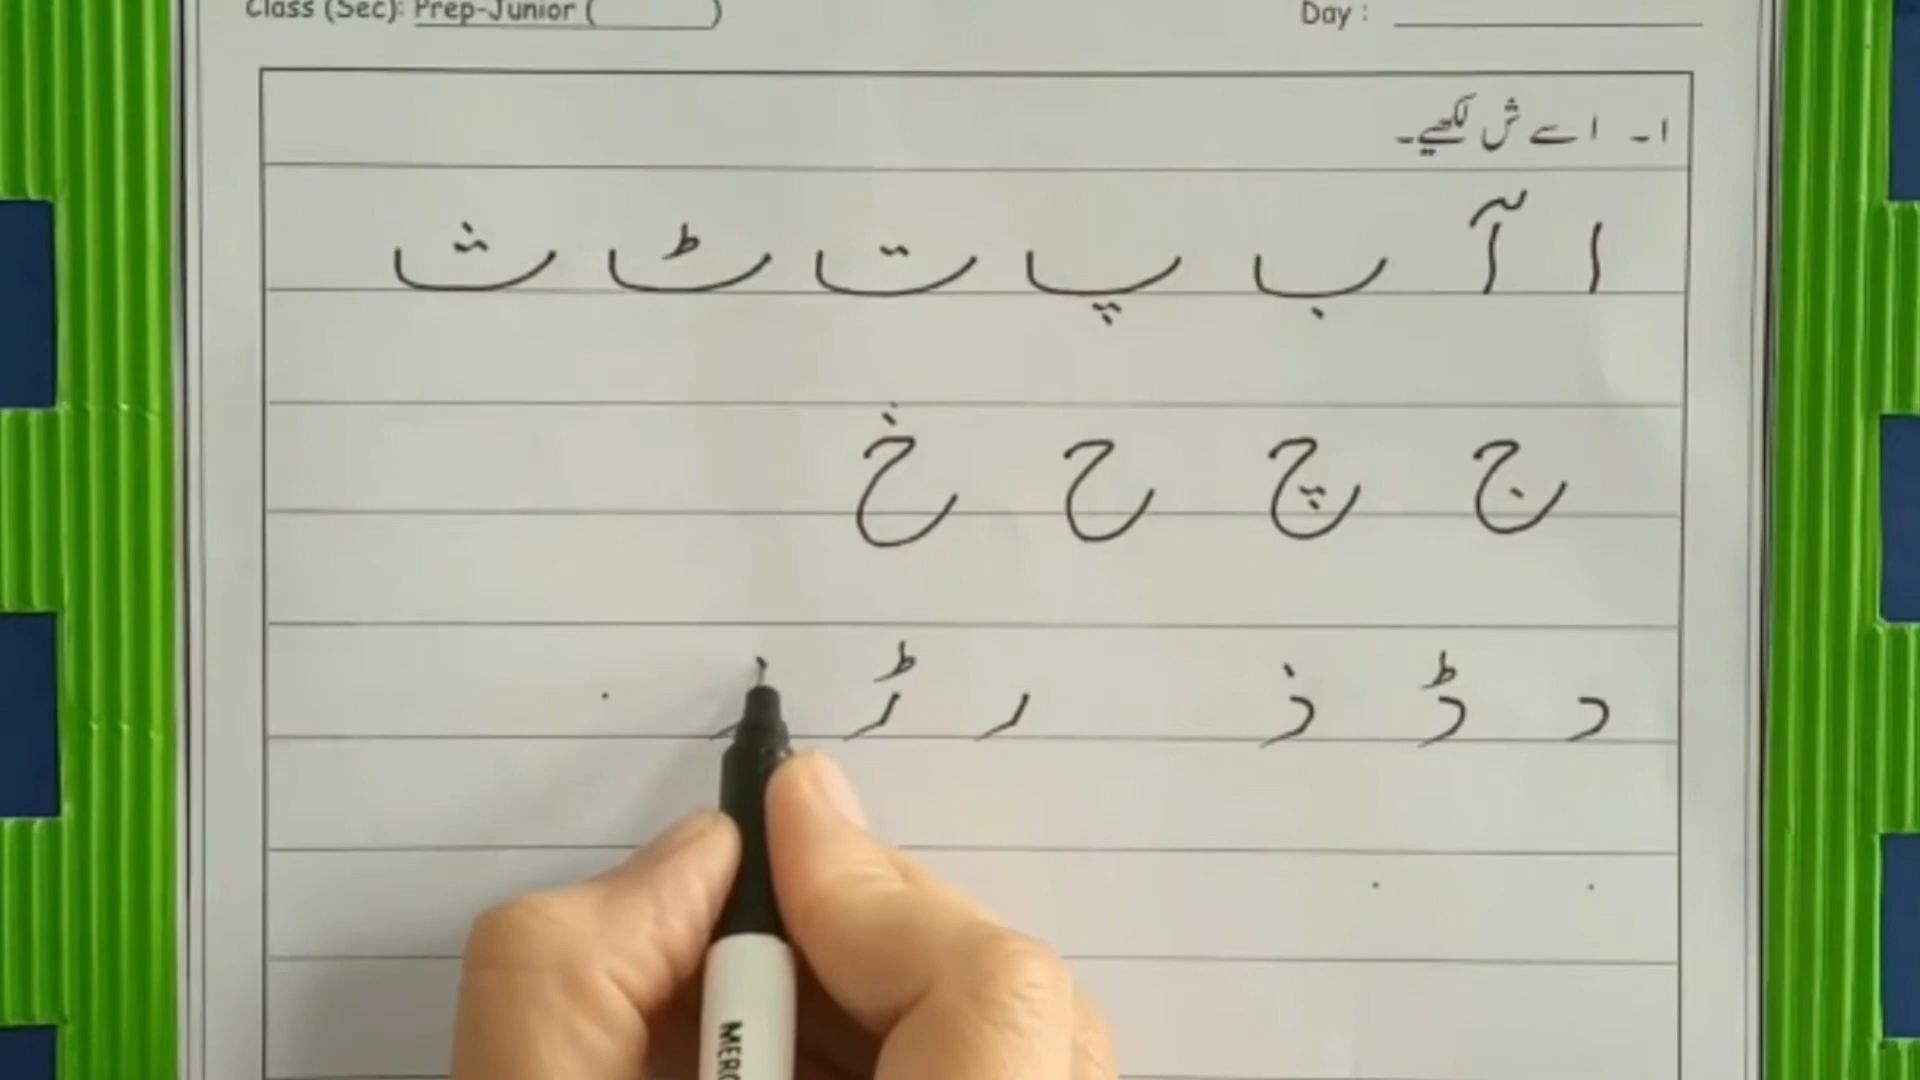 Class (Sec): Prep-Junior (          )
Day :
ا۔ ا سے ش لکھیے۔
ا آ ب پ ت ٹ ث
ج چ ح خ
د ڈ ذ ر ڑ ز